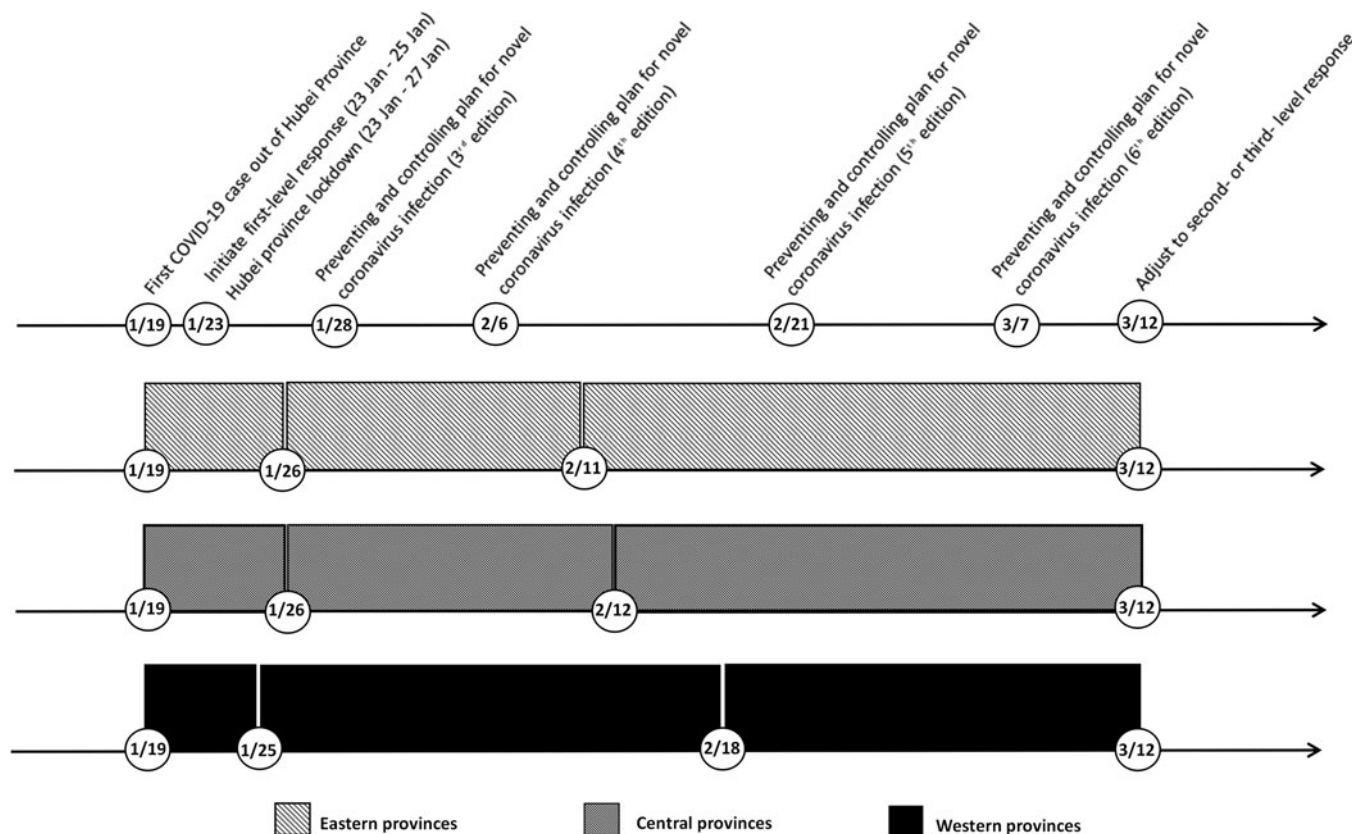 First COVID-19 case out of Hubei Province
Initiate first-level response (23 Jan - 25 Jan)
Hubei province lockdown (23 Jan - 27 Jan)
Preventing and controlling plan for novel
coronavirus infection (3rd edition)
Preventing and controlling plan for novel
coronavirus infection (4th edition)
Preventing and controlling plan for novel
coronavirus infection (5th edition)
Preventing and controlling plan for novel
coronavirus infection (6th edition)
Adjust to second- or third- level response
1/19 1/23 1/28 2/6 2/21 3/7 3/12
1/19 1/26 2/11 3/12
1/19 1/26 2/12 3/12
1/19 1/25 2/18 3/12
Eastern provinces Central provinces Western provinces